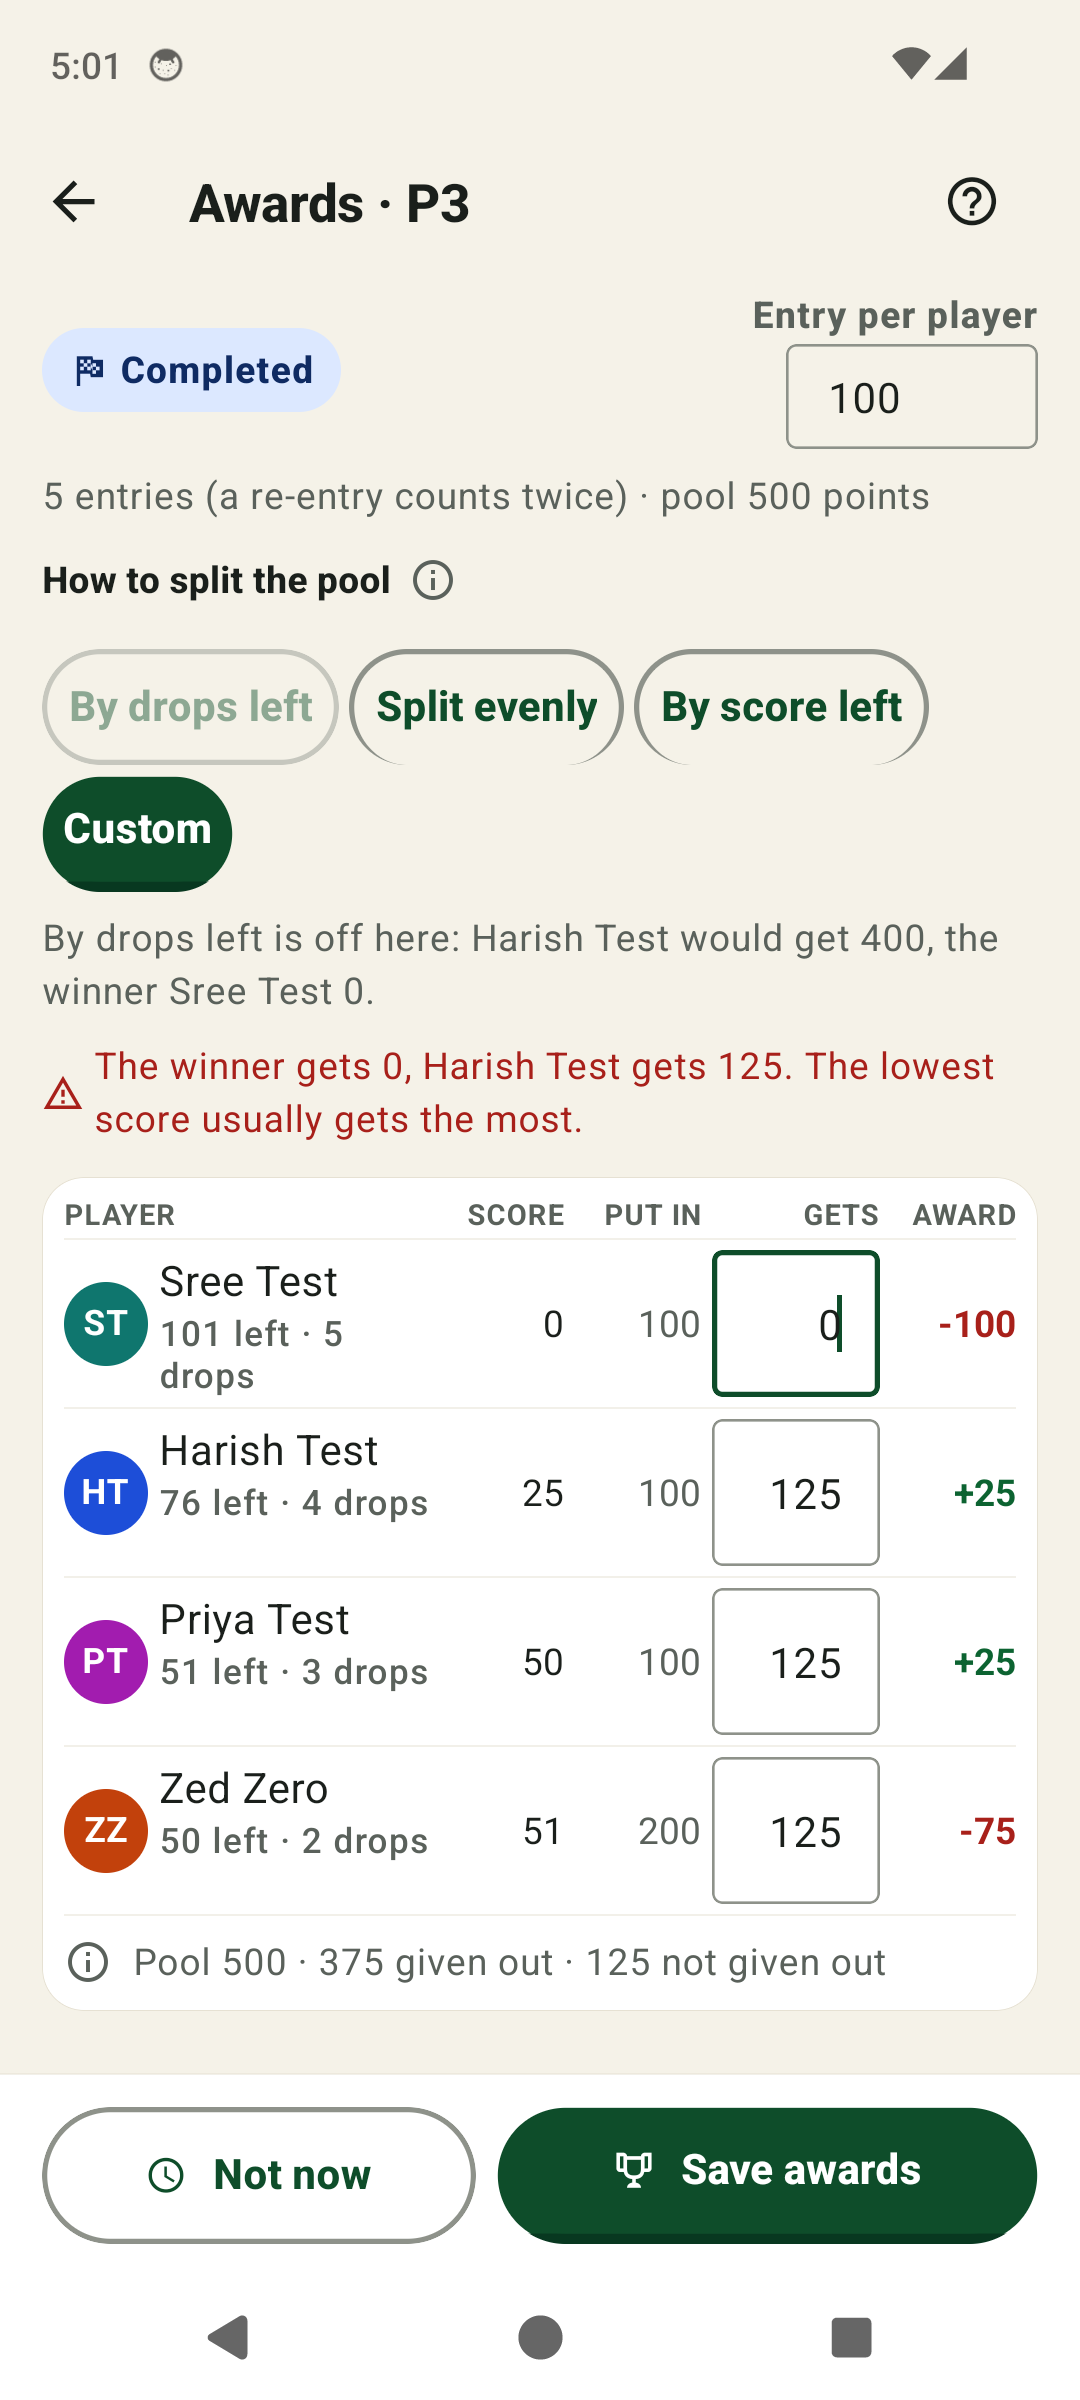 5:01
Awards · P3
Entry per player
Completed
100
5 entries (a re-entry counts twice) · pool 500 points
How to split the pool
By drops left
Split evenly
By score left
Custom
By drops left is off here: Harish Test would get 400, the
winner Sree Test 0.
The winner gets 0, Harish Test gets 125. The lowest
score usually gets the most.
PLAYER SCORE PUT IN GETS AWARD
ST Sree Test 0 100 0 -100
101 left · 5
drops
HT Harish Test 25 100 125 +25
76 left · 4 drops
PT Priya Test 50 100 125 +25
51 left · 3 drops
ZZ Zed Zero 51 200 125 -75
50 left · 2 drops
Pool 500 · 375 given out · 125 not given out
Not now
Save awards